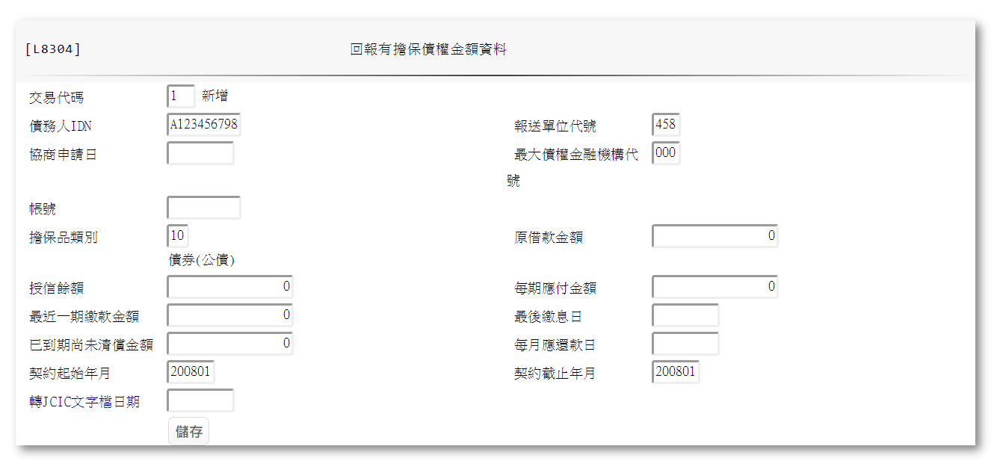 [L8304] 回報有擔保債權金額資料
交易代碼 1 新增
債務人IDN A123456798 報送單位代號 458
協商申請日 最大債權金融機構代 000
號
帳號
擔保品類別 10 原借款金額 0
債券(公債)
授信餘額 0 每期應付金額 0
最近一期繳款金額 0 最後繳息日
已到期尚未清償金額 0 每月應還款日
契約起始年月 200801 契約截止年月 200801
轉JCIC文字檔日期
儲存